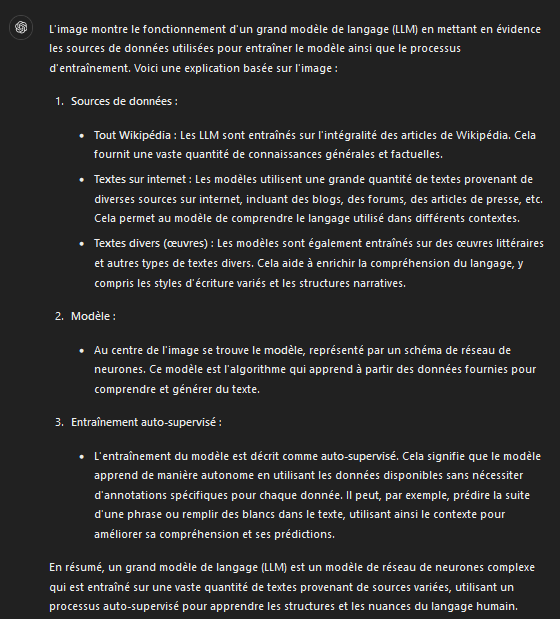 L'image montre le fonctionnement d'un grand modèle de langage (LLM) en mettant en évidence
les sources de données utilisées pour entraîner le modèle ainsi que le processus
d'entraînement. Voici une explication basée sur l'image :
1. Sources de données :
• Tout Wikipédia : Les LLM sont entraînés sur l'intégralité des articles de Wikipédia. Cela
fournit une vaste quantité de connaissances générales et factuelles.
• Textes sur internet : Les modèles utilisent une grande quantité de textes provenant de
diverses sources sur internet, incluant des blogs, des forums, des articles de presse, etc.
Cela permet au modèle de comprendre le langage utilisé dans différents contextes.
• Textes divers (œuvres) : Les modèles sont également entraînés sur des œuvres littéraires
et autres types de textes divers. Cela aide à enrichir la compréhension du langage, y
compris les styles d'écriture variés et les structures narratives.
2. Modèle :
• Au centre de l'image se trouve le modèle, représenté par un schéma de réseau de
neurones. Ce modèle est l'algorithme qui apprend à partir des données fournies pour
comprendre et générer du texte.
3. Entraînement auto-supervisé :
• L'entraînement du modèle est décrit comme auto-supervisé. Cela signifie que le modèle
apprend de manière autonome en utilisant les données disponibles sans nécessiter
d'annotations spécifiques pour chaque donnée. Il peut, par exemple, prédire la suite
d'une phrase ou remplir des blancs dans le texte, utilisant ainsi le contexte pour
améliorer sa compréhension et ses prédictions.
En résumé, un grand modèle de langage (LLM) est un modèle de réseau de neurones complexe
qui est entraîné sur une vaste quantité de textes provenant de sources variées, utilisant un
processus auto-supervisé pour apprendre les structures et les nuances du langage humain.